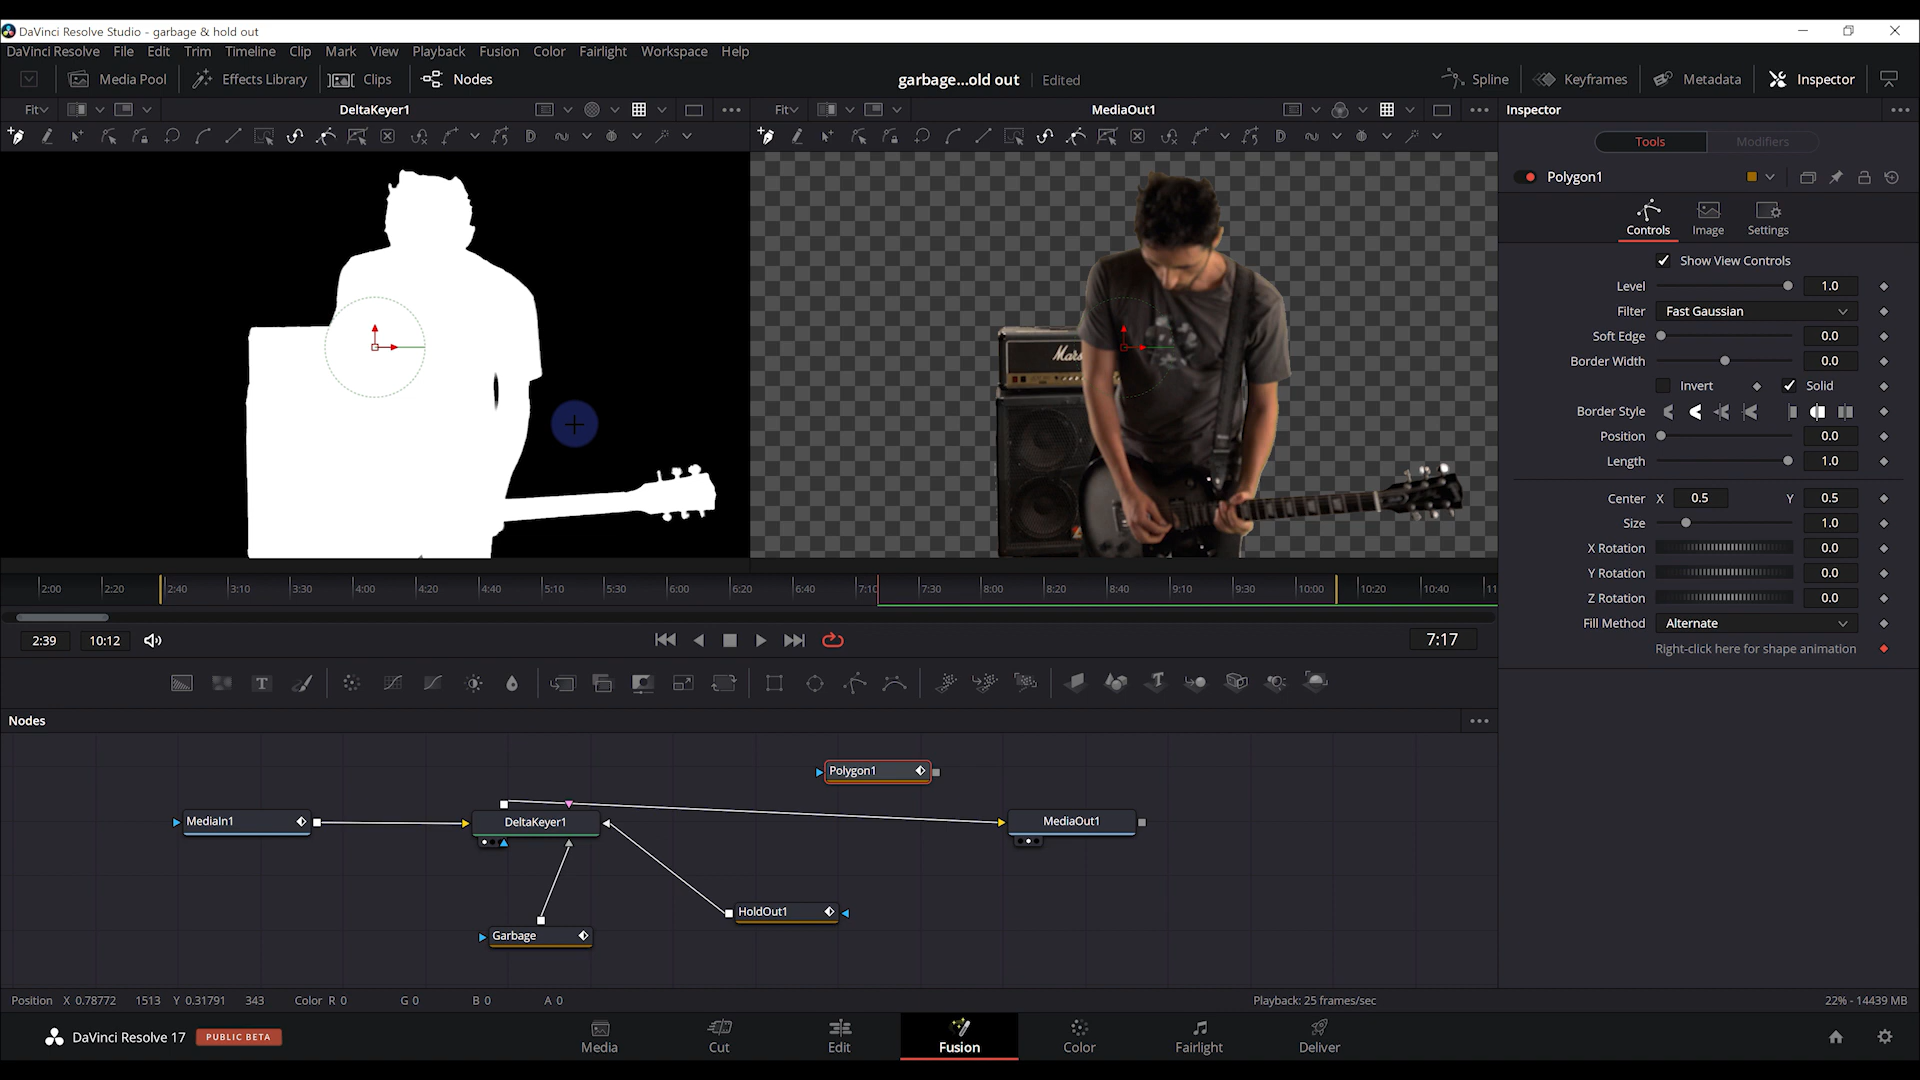 DaVinci Resolve Studio - garbage & hold out
DaVinci Resolve File Edit Trim Timeline Clip Mark View Playback Fusion Color Fairlight Workspace Help
Media Pool Effects Library Clips Nodes garbage...old out Edited Spline Keyframes Metadata Inspector
Fit DeltaKeyer1 Fit MediaOut1 Inspector
Tools Modifiers
Polygon1
Controls Image Settings
Show View Controls
Level 1.0
Filter Fast Gaussian
Soft Edge 0.0
Border Width 0.0
Invert Solid
Border Style
Position 0.0
Length 1.0
Center X 0.5 Y 0.5
Size 1.0
X Rotation 0.0
Y Rotation 0.0
Z Rotation 0.0
Fill Method Alternate
Right-click here for shape animation
Mars
2:00 2:20 2:40 3:10 3:30 4:00 4:20 4:40 5:10 5:30 6:00 6:20 6:40 7:10 7:30 8:00 8:20 8:40 9:10 9:30 10:00 10:20 10:40 11
2:39 10:12 7:17
Nodes
Polygon1
MediaIn1 DeltaKeyer1 MediaOut1
HoldOut1
Garbage
Position X 0.78772 1513 Y 0.31791 343 Color R 0 G 0 B 0 A 0 Playback: 25 frames/sec 22% - 14439 MB
DaVinci Resolve 17 PUBLIC BETA
Media Cut Edit Fusion Color Fairlight Deliver